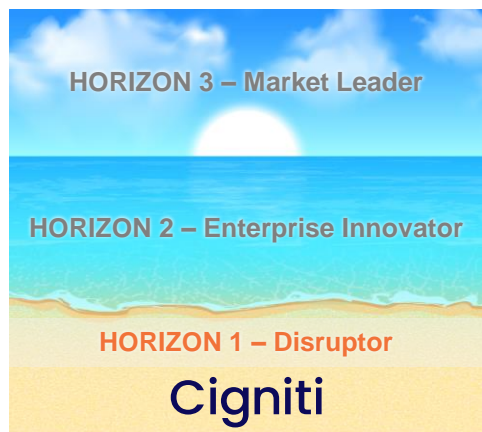 HORIZON 3 – Market Leader
HORIZON 2 – Enterprise Innovator
HORIZON 1 – Disruptor
Cigniti